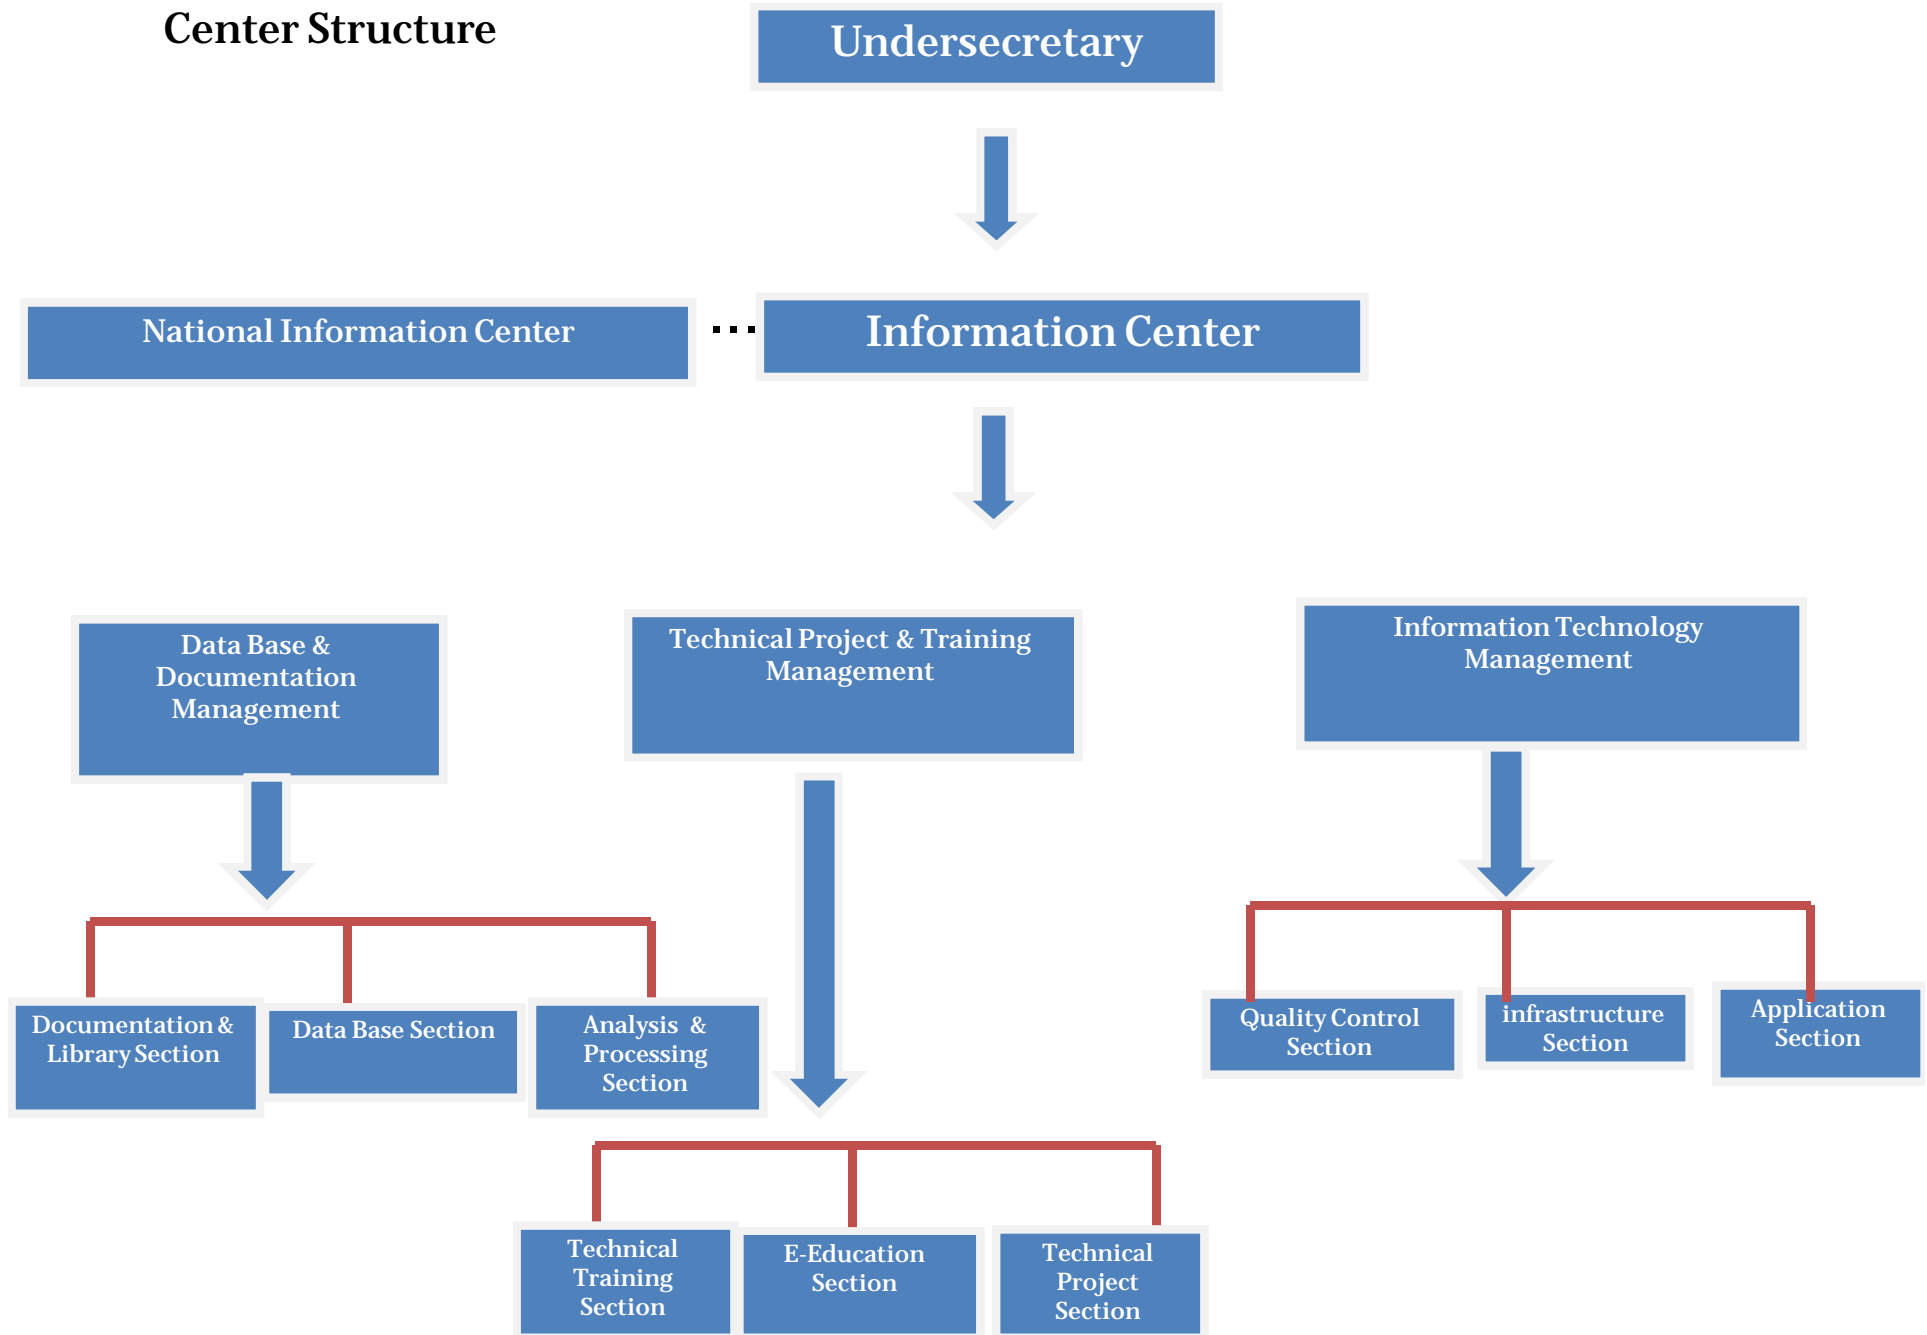 Center Structure
Undersecretary
National Information Center
Information Center
Data Base &
Documentation
Management
Technical Project & Training
Management
Information Technology
Management
Documentation &
Library Section
Data Base Section
Analysis &
Processing
Section
Quality Control
Section
infrastructure
Section
Application
Section
Technical
Training
Section
E-Education
Section
Technical
Project
Section